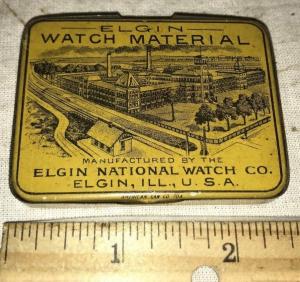 ELGIN
WATCH MATERIAL
MANUFACTURED BY THE
ELGIN NATIONAL WATCH CO.
ELGIN, ILL., U.S.A.
AMERICAN CAN CO.
1 2